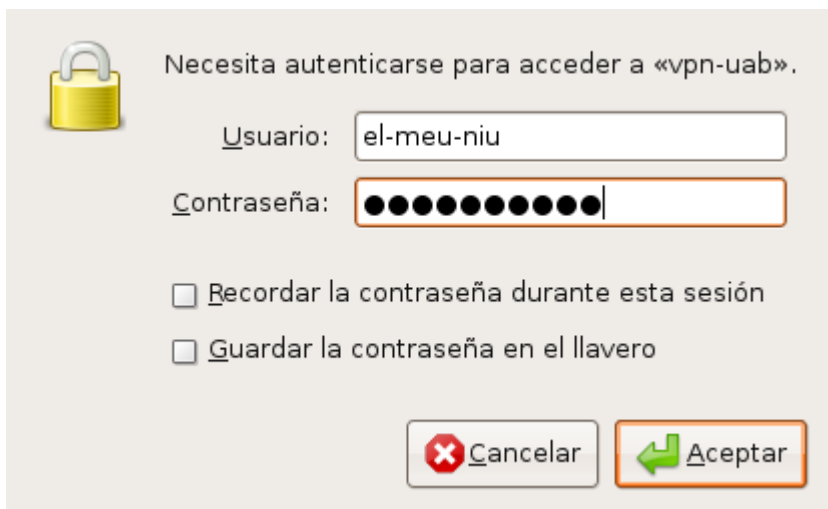 Necesita autenticarse para acceder a «vpn-uab».
Usuario: el-meu-niu
Contraseña: ●●●●●●●●●●
Recordar la contraseña durante esta sesión
Guardar la contraseña en el llavero
Cancelar Aceptar